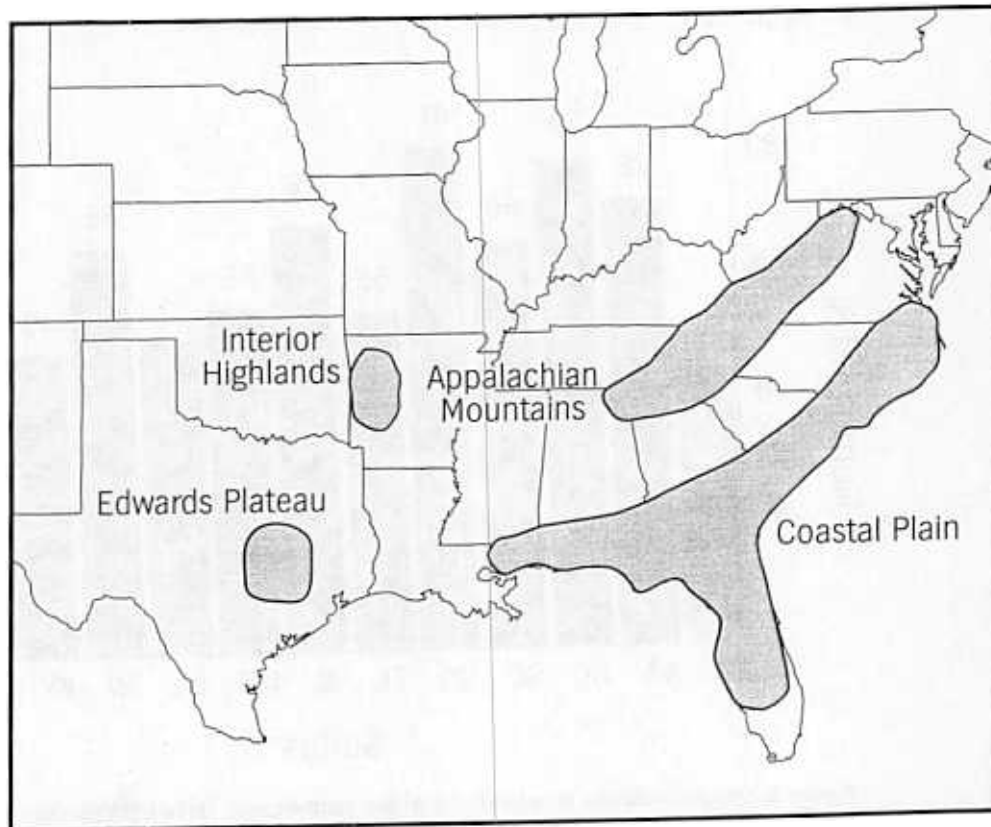 Interior
Highlands
Appalachian
Mountains
Edwards Plateau
Coastal Plain